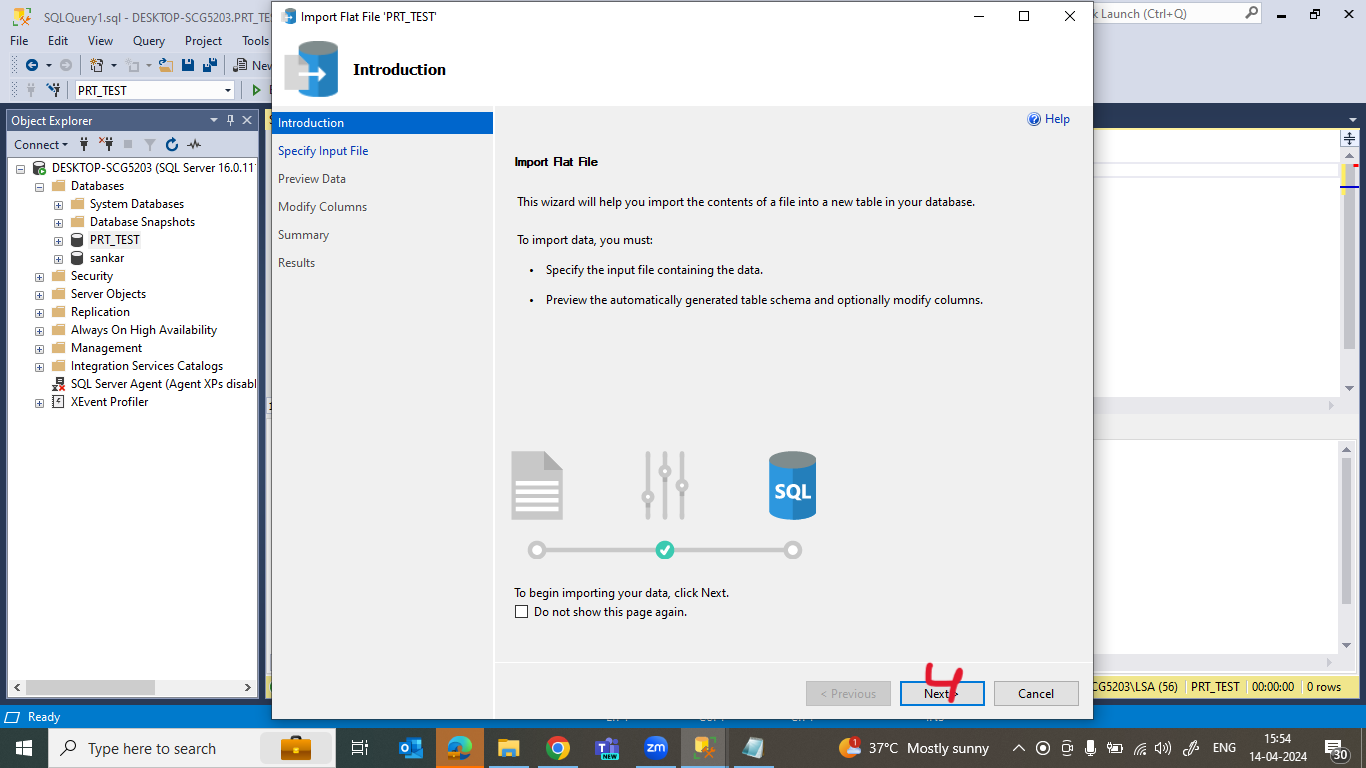 SQLQuery1.sql - DESKTOP-SCG5203.PRT_TE
Import Flat File 'PRT_TEST'
Launch (Ctrl+Q)
File Edit View Query Project Tools
Introduction
New
PRT_TEST
Object Explorer
Connect
DESKTOP-SCG5203 (SQL Server 16.0.11
Databases
System Databases
Database Snapshots
PRT_TEST
sankar
Security
Server Objects
Replication
Always On High Availability
Management
Integration Services Catalogs
SQL Server Agent (Agent XPs disabl
XEvent Profiler
Introduction
Specify Input File
Preview Data
Modify Columns
Summary
Results
Help
Import Flat File
This wizard will help you import the contents of a file into a new table in your database.
To import data, you must:
• Specify the input file containing the data.
• Preview the automatically generated table schema and optionally modify columns.
SQL
To begin importing your data, click Next.
Do not show this page again.
4
< Previous Next > Cancel
CG5203\LSA (56) PRT_TEST 00:00:00 0 rows
Ready
Type here to search
NEW
zm
1
37°C Mostly sunny
ENG
15:54
14-04-2024
30